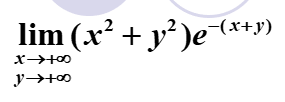 lim (x² + y²)e⁻⁽ˣ⁺ʸ⁾
x→+∞
y→+∞